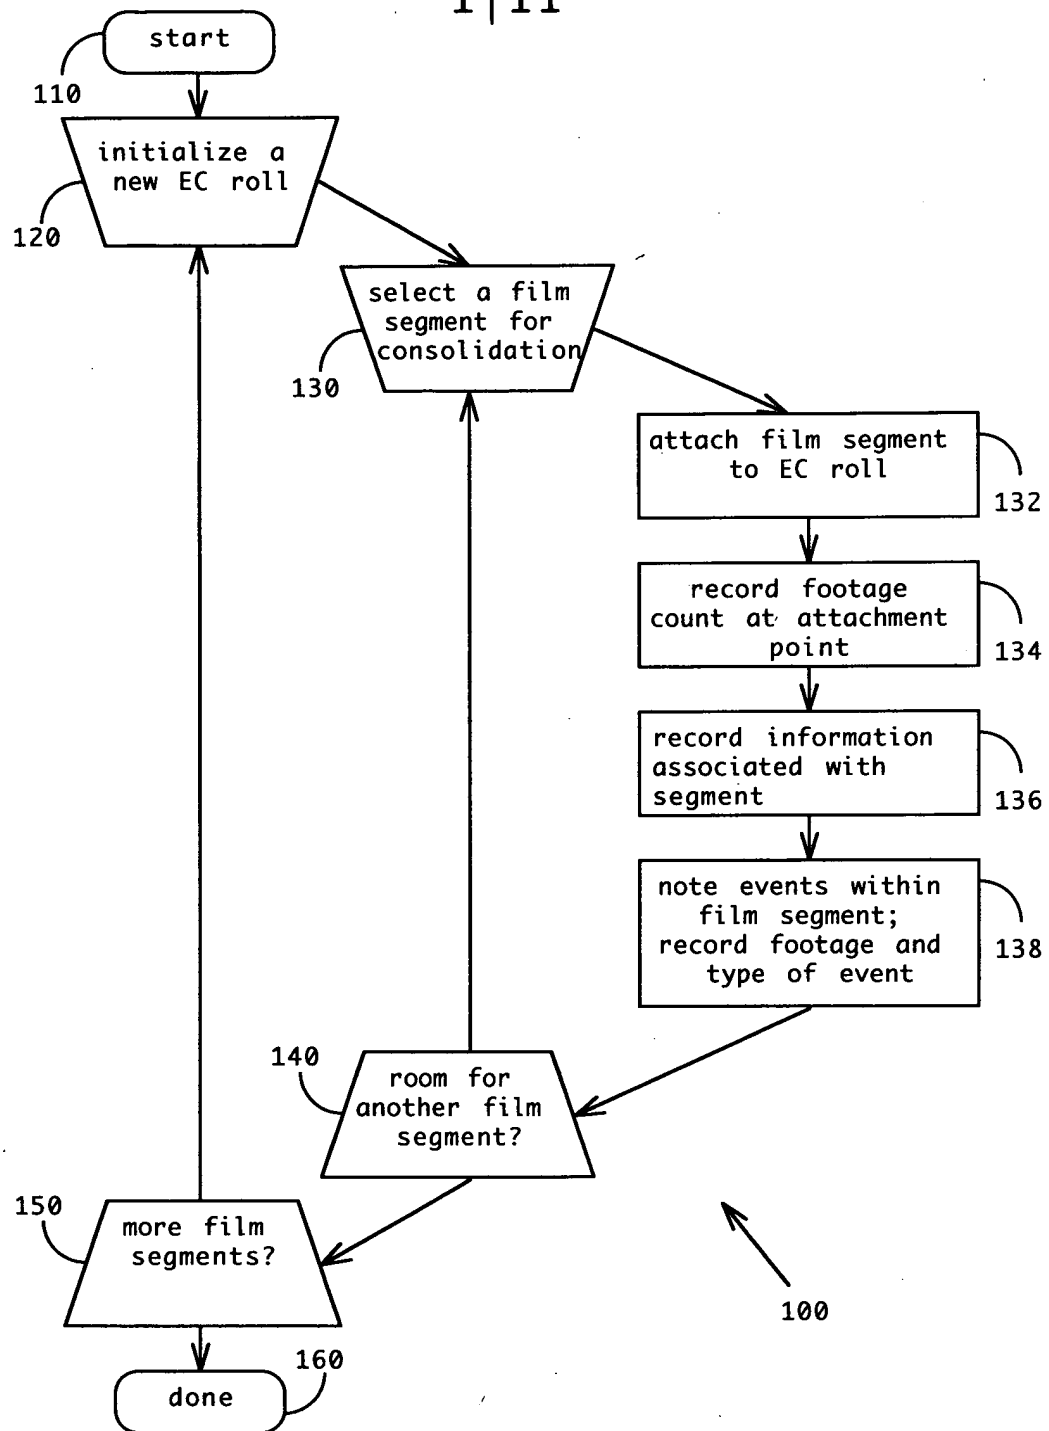 start
110
initialize a
new EC roll
120
select a film
segment for
consolidation
130
attach film segment
to EC roll
132
record footage
count at attachment
point
134
record information
associated with
segment
136
note events within
film segment;
record footage and
type of event
138
140
room for
another film
segment?
150
more film
segments?
100
160
done